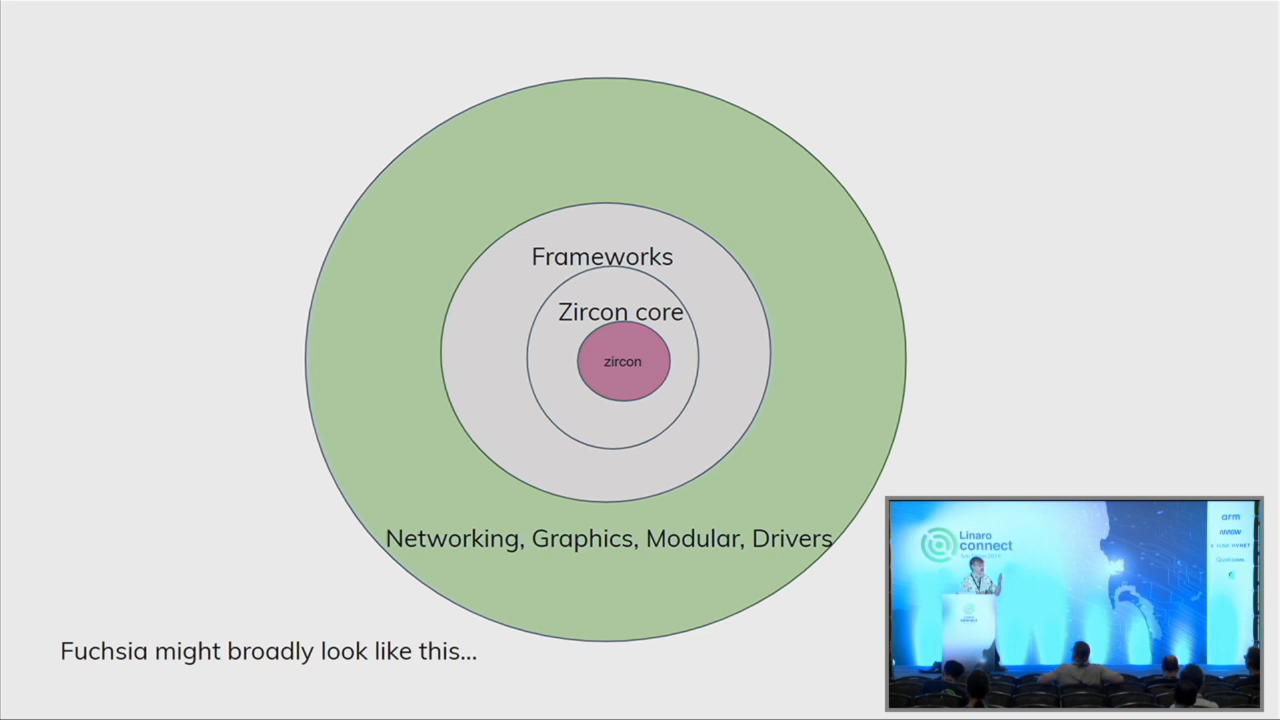 Frameworks
Zircon core
zircon
Networking, Graphics, Modular, Drivers
Fuchsia might broadly look like this...
Linaro
connect
arm